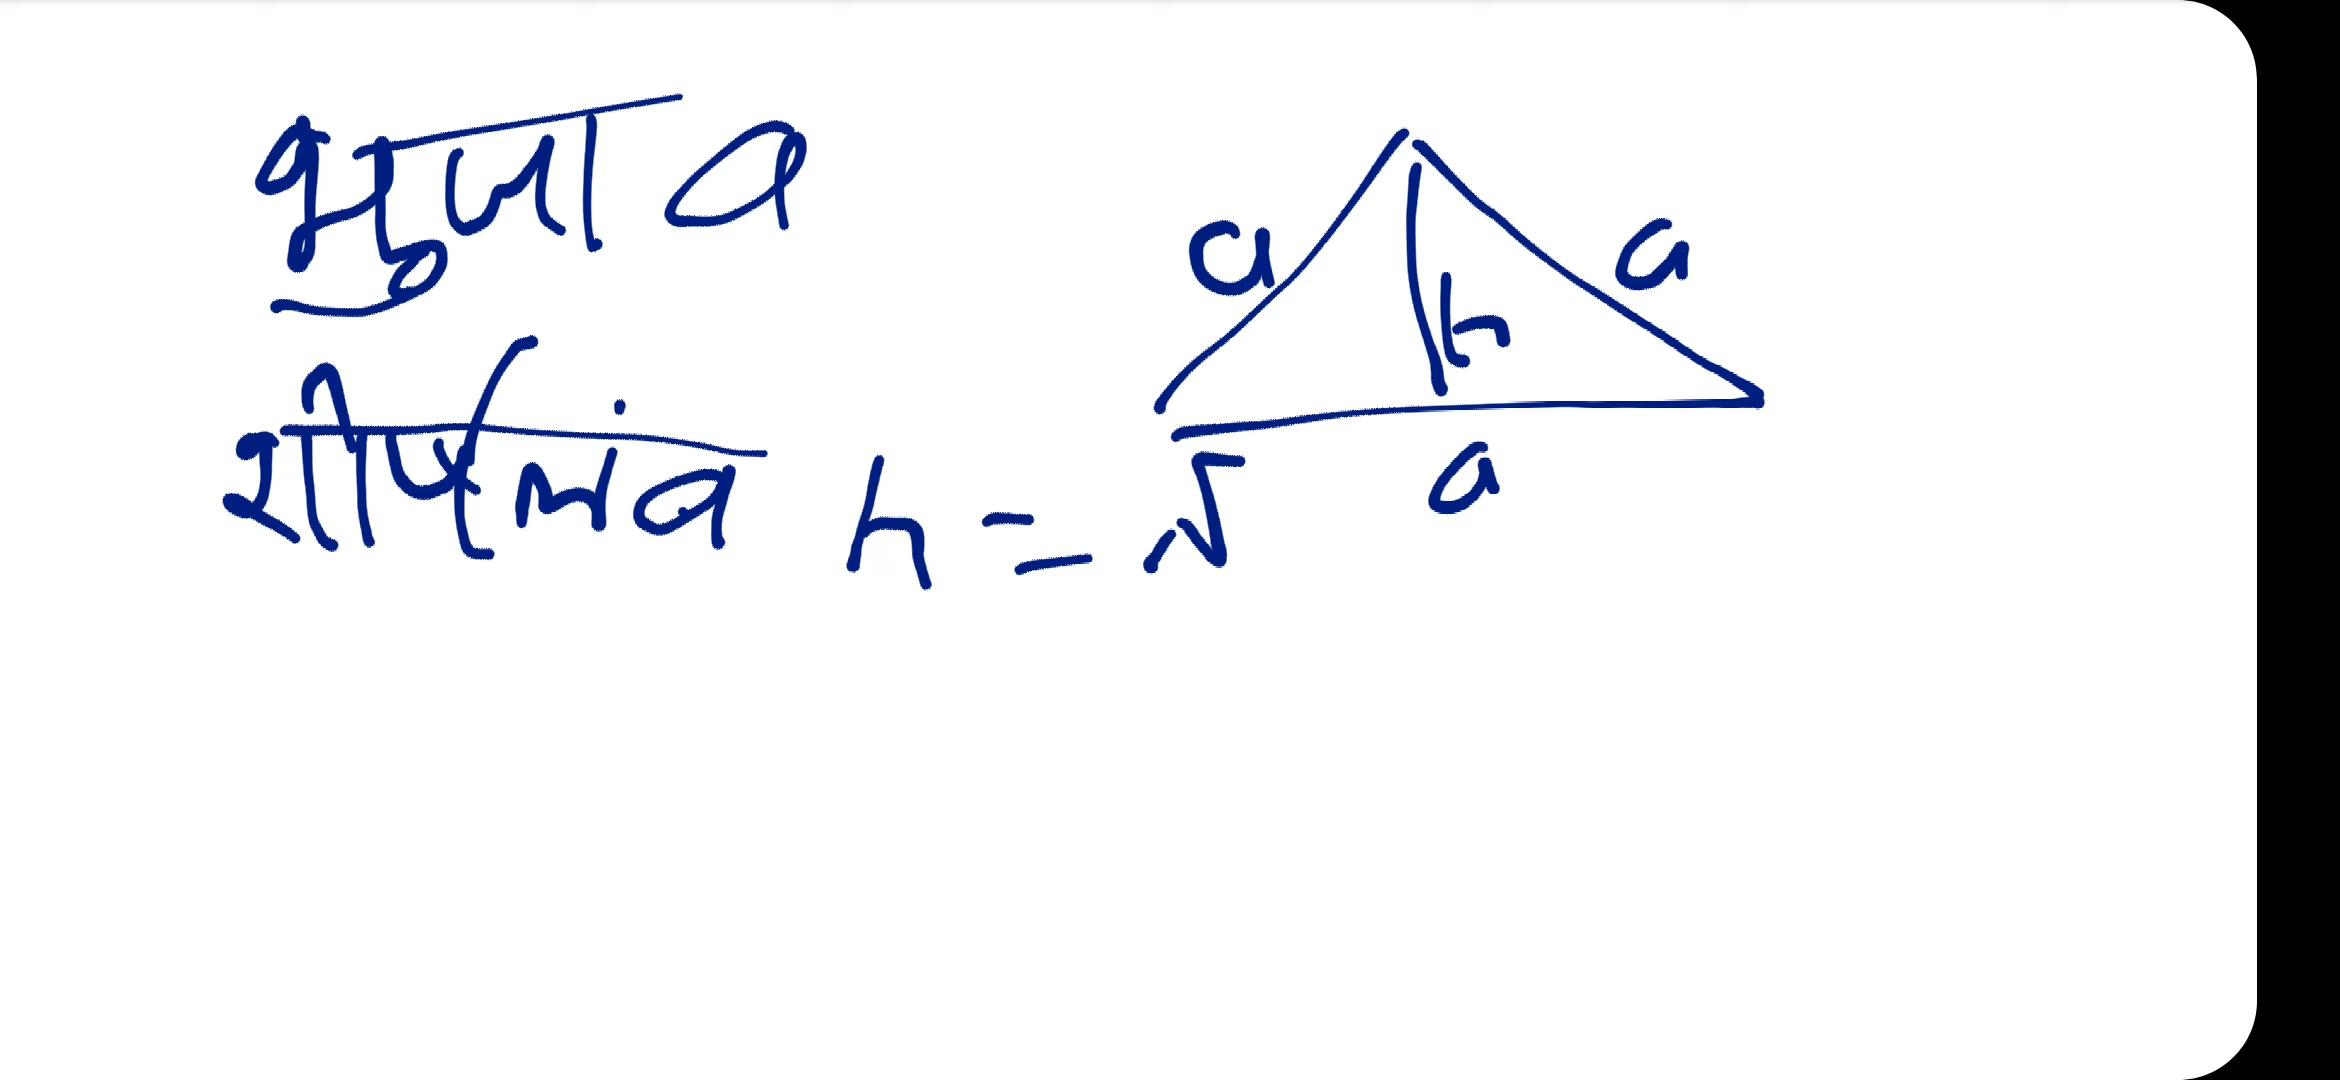 भुजा a
a
a
h
शीर्षलंब h = √
a